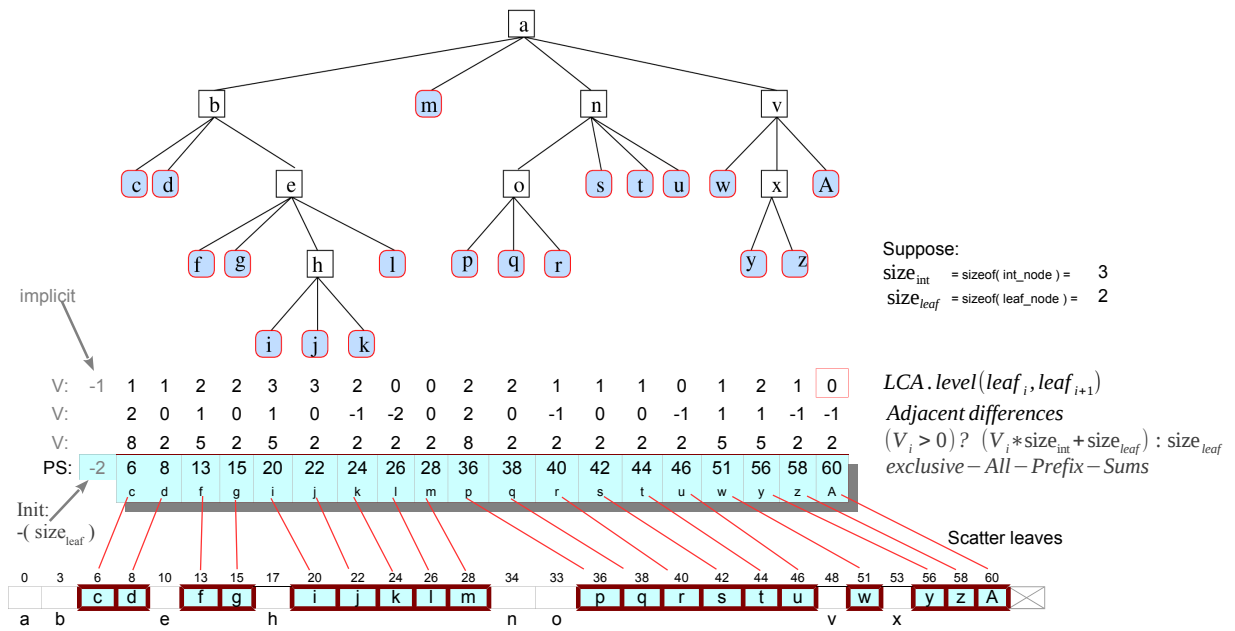 a
b m n v
c d e o s t u w x A
f g h l p q r y z
i j k
Suppose:
size_int = sizeof( int_node ) = 3
size_leaf = sizeof( leaf_node ) = 2
implicit
V: -1 1 1 2 2 3 3 2 0 0 2 2 1 1 1 0 1 2 1 0 LCA.level(leaf_i,leaf_i+1)
V: 2 0 1 0 1 0 -1 -2 0 2 0 -1 0 0 -1 1 1 -1 -1 Adjacent differences
V: 8 2 5 2 5 2 2 2 2 8 2 2 2 2 2 5 5 2 2 (V_i > 0)? (V_i*size_int+size_leaf) : size_leaf
PS: -2 6 8 13 15 20 22 24 26 28 36 38 40 42 44 46 51 56 58 60 exclusive−All−Prefix−Sums
c d f g i j k l m p q r s t u w y z A
Init:
-( size_leaf )
Scatter leaves
0 3 6 8 10 13 15 17 20 22 24 26 28 34 33 36 38 40 42 44 46 48 51 53 56 58 60
c d f g i j k l m p q r s t u w y z A
a b e h n o v x